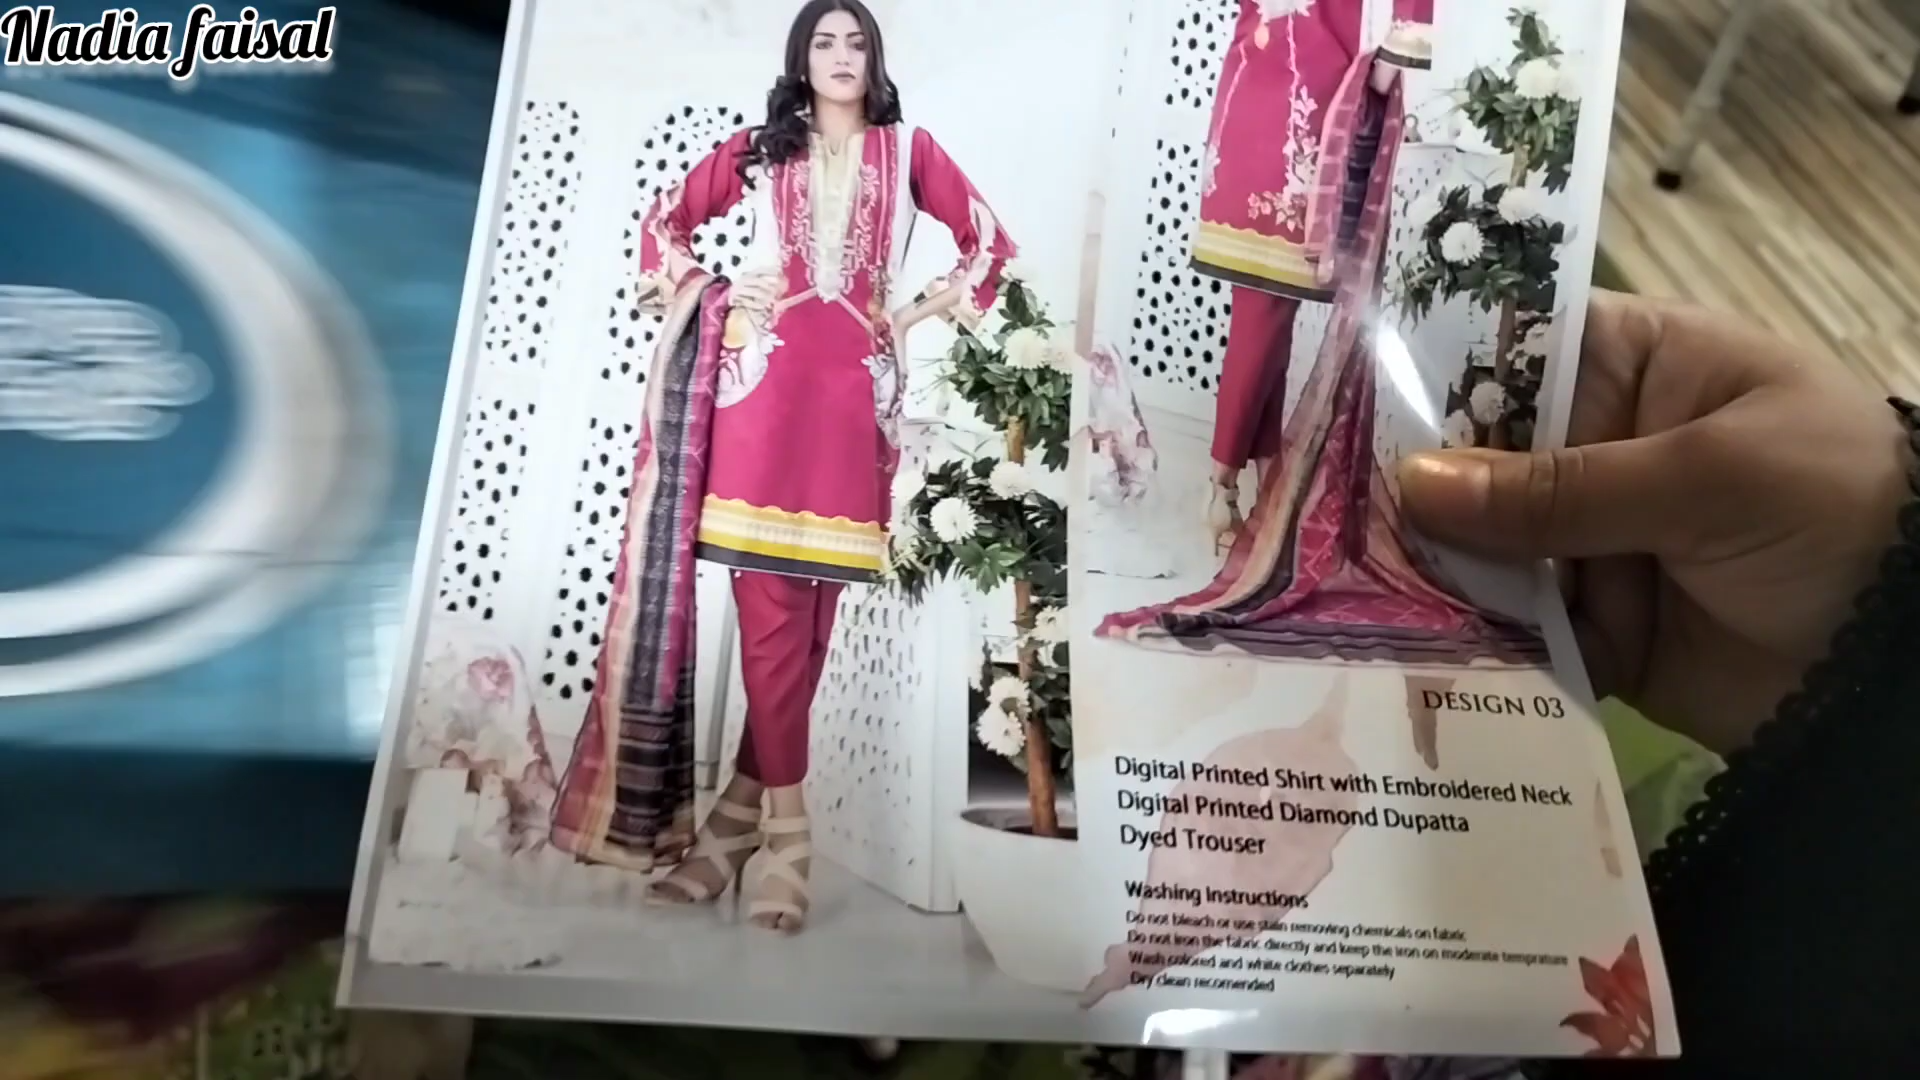 Nadia faisal
DESIGN 03
Digital Printed Shirt with Embroidered Neck
Digital Printed Diamond Dupatta
Dyed Trouser
Washing Instructions
Do not bleach or use stain removing chemicals on fabric
Do not iron the fabric directly and keep the iron on moderate temprature
Wash colored and white clothes separately
Dry clean recomended